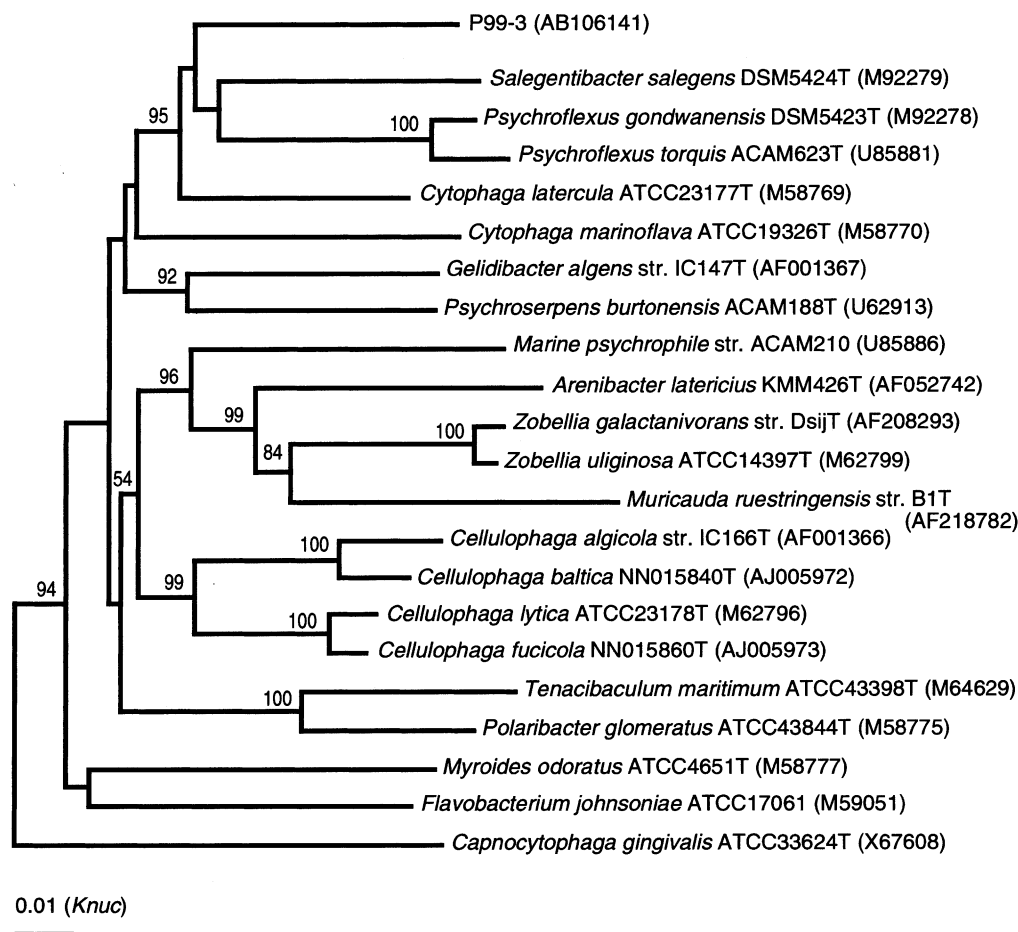 P99-3 (AB106141)
Salegentibacter salegens DSM5424T (M92279)
95
100
Psychroflexus gondwanensis DSM5423T (M92278)
Psychroflexus torquis ACAM623T (U85881)
Cytophaga latercula ATCC23177T (M58769)
Cytophaga marinoflava ATCC19326T (M58770)
92
Gelidibacter algens str. IC147T (AF001367)
Psychroserpens burtonensis ACAM188T (U62913)
Marine psychrophile str. ACAM210 (U85886)
96
Arenibacter latericius KMM426T (AF052742)
99
100
Zobellia galactanivorans str. DsijT (AF208293)
84
Zobellia uliginosa ATCC14397T (M62799)
54
Muricauda ruestringensis str. B1T
(AF218782)
100
Cellulophaga algicola str. IC166T (AF001366)
99
Cellulophaga baltica NN015840T (AJ005972)
94
100
Cellulophaga lytica ATCC23178T (M62796)
Cellulophaga fucicola NN015860T (AJ005973)
100
Tenacibaculum maritimum ATCC43398T (M64629)
Polaribacter glomeratus ATCC43844T (M58775)
Myroides odoratus ATCC4651T (M58777)
Flavobacterium johnsoniae ATCC17061 (M59051)
Capnocytophaga gingivalis ATCC33624T (X67608)
0.01 (Knuc)